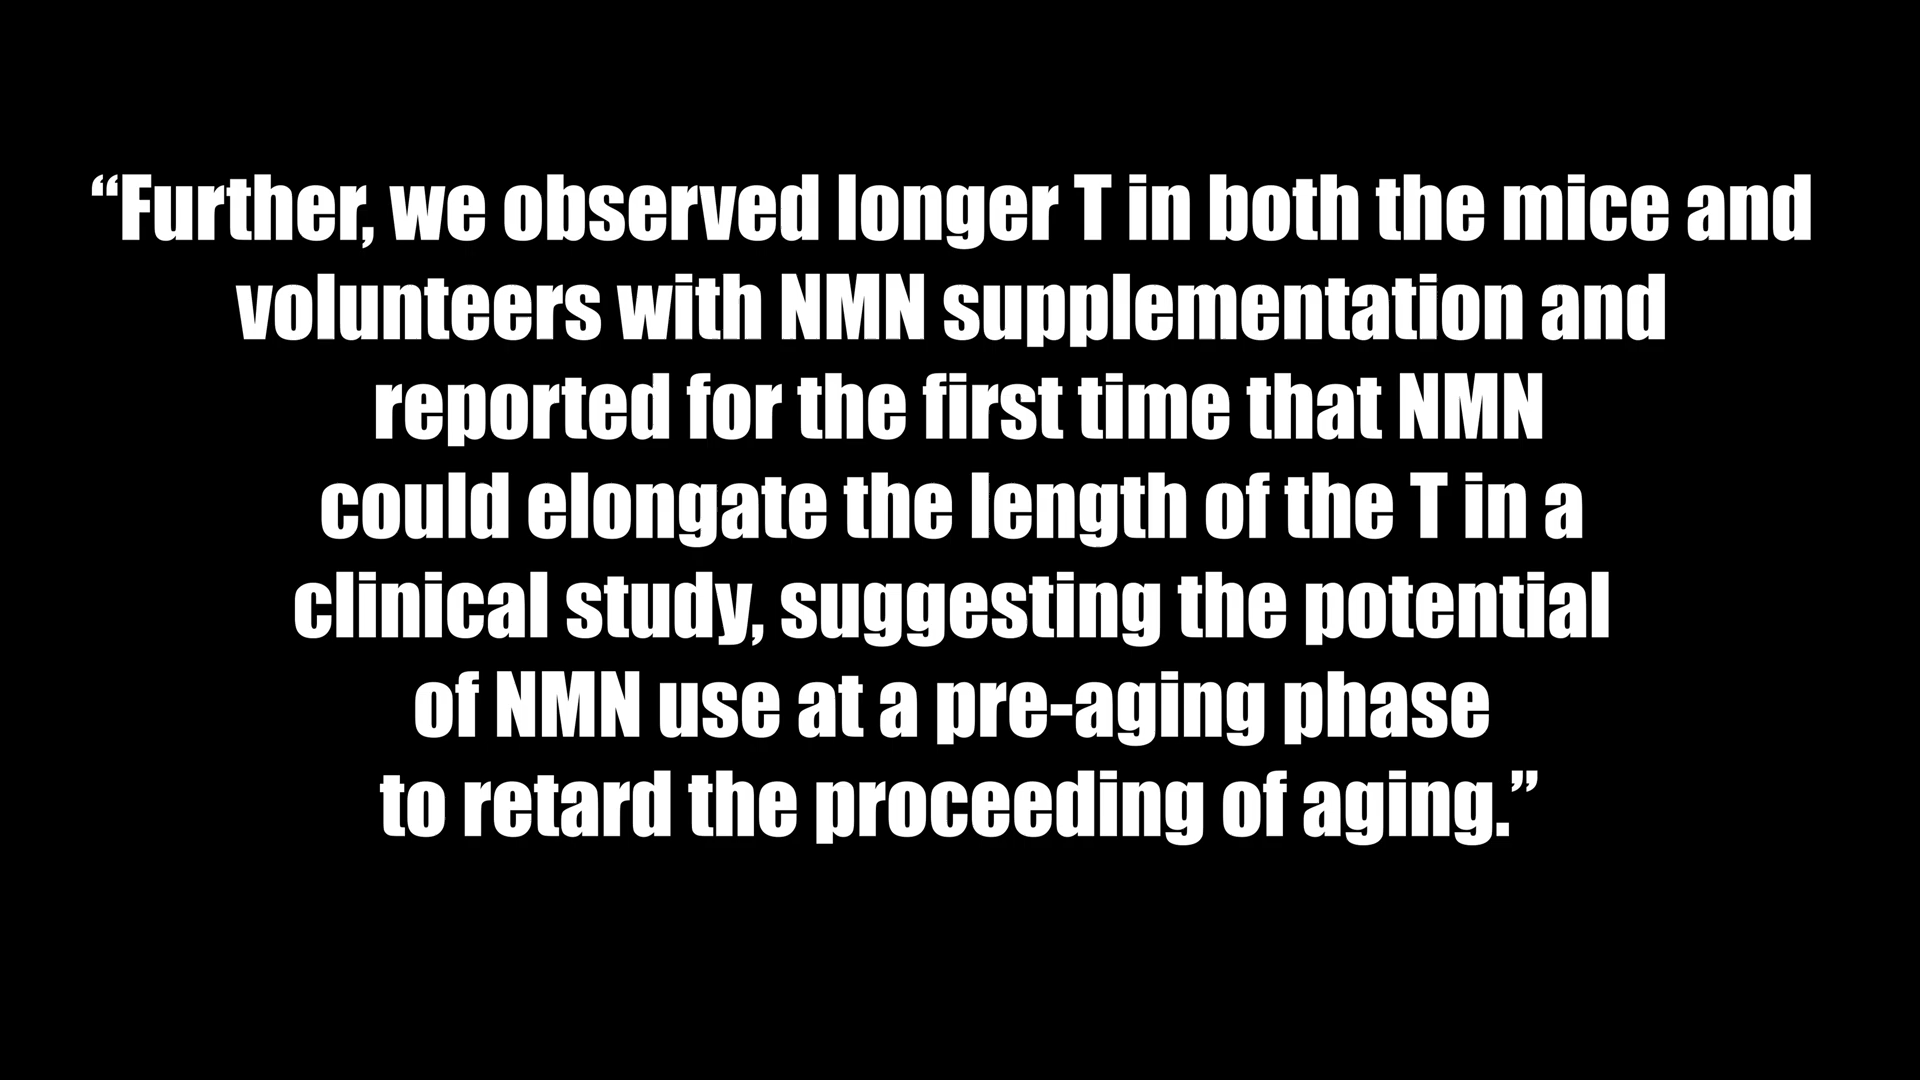 “Further, we observed longer T in both the mice and
volunteers with NMN supplementation and
reported for the first time that NMN
could elongate the length of the T in a
clinical study, suggesting the potential
of NMN use at a pre-aging phase
to retard the proceeding of aging.”